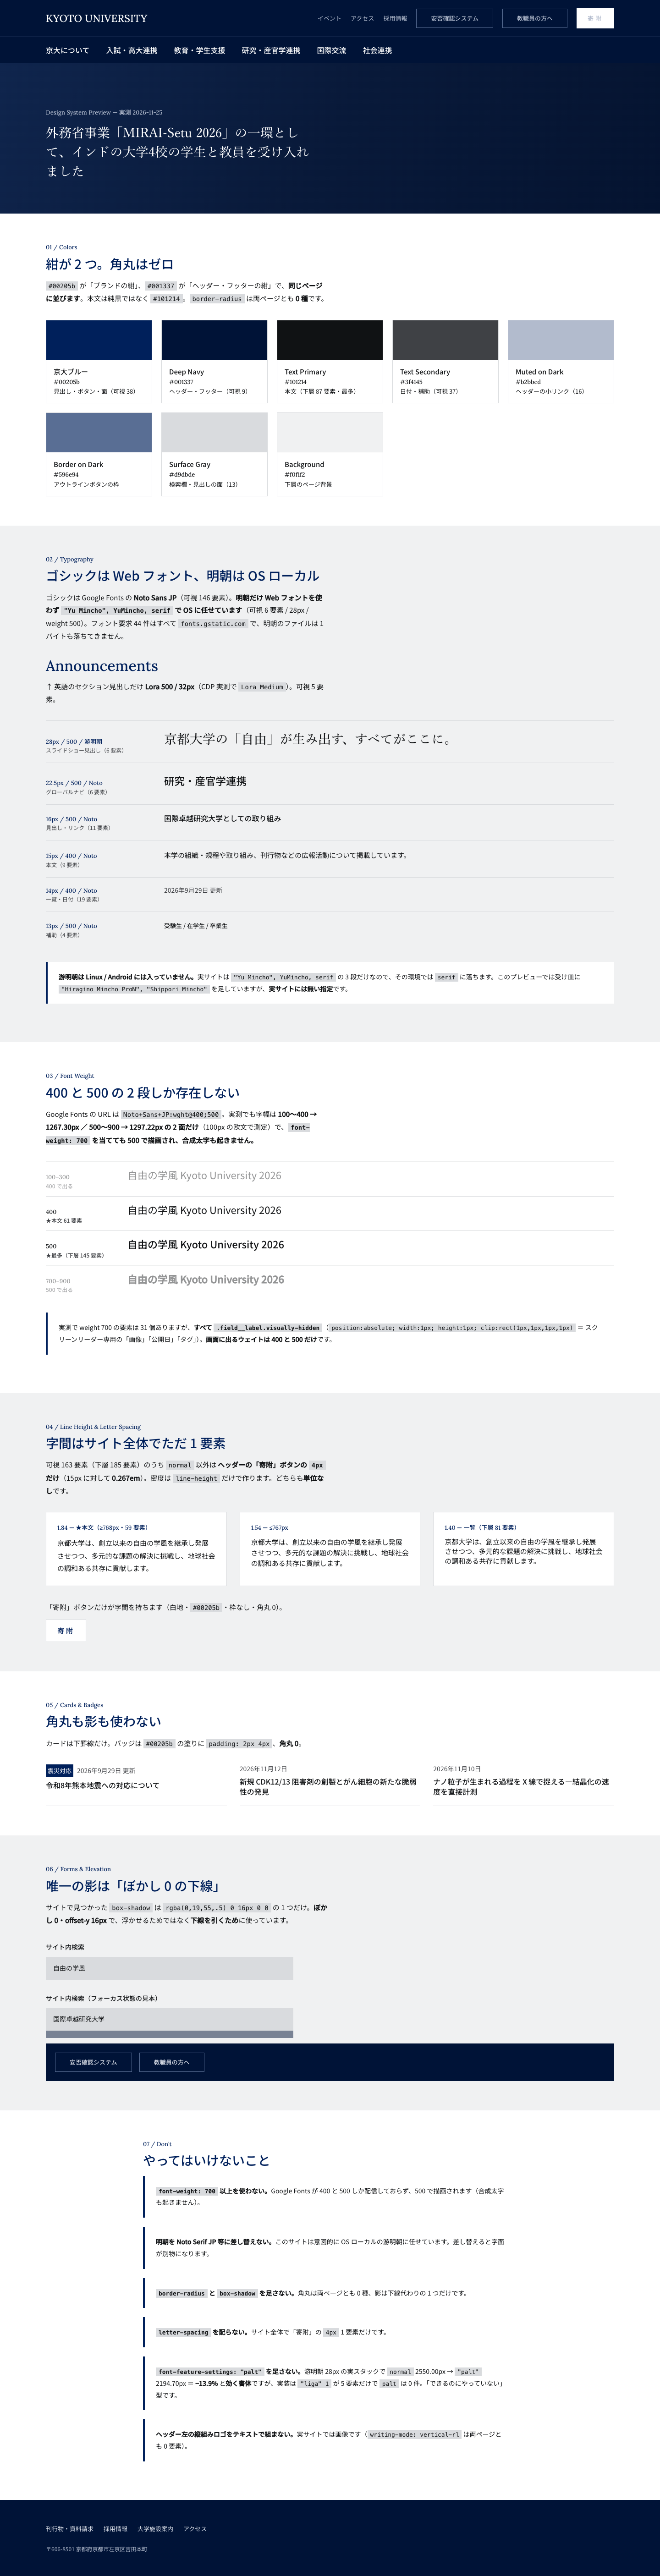 KYOTO UNIVERSITY
イベント アクセス 採用情報 安否確認システム 教職員の方へ 寄附
京大について 入試・高大連携 教育・学生支援 研究・産官学連携 国際交流 社会連携
Design System Preview — 実測 2026-11-25
外務省事業「MIRAI-Setu 2026」の一環とし
て、インドの大学4校の学生と教員を受け入れ
ました
01 / Colors
紺が 2 つ。角丸はゼロ
#00205b が「ブランドの紺」、#001337 が「ヘッダー・フッターの紺」で、同じページ
に並びます。本文は純黒ではなく #101214。border-radius は両ページとも 0 種です。
京大ブルー
#00205b
見出し・ボタン・面（可視 38）
Deep Navy
#001337
ヘッダー・フッター（可視 9）
Text Primary
#101214
本文（下層 87 要素・最多）
Text Secondary
#3f4145
日付・補助（可視 37）
Muted on Dark
#b2bbcd
ヘッダーの小リンク（16）
Border on Dark
#596e94
アウトラインボタンの枠
Surface Gray
#d9dbde
検索欄・見出しの面（13）
Background
#f0f1f2
下層のページ背景
02 / Typography
ゴシックは Web フォント、明朝は OS ローカル
ゴシックは Google Fonts の Noto Sans JP（可視 146 要素）。明朝だけ Web フォントを使
わず "Yu Mincho", YuMincho, serif で OS に任せています（可視 6 要素 / 28px /
weight 500）。フォント要求 44 件はすべて fonts.gstatic.com で、明朝のファイルは 1
バイトも落ちてきません。
Announcements
↑ 英語のセクション見出しだけ Lora 500 / 32px（CDP 実測で Lora Medium）。可視 5 要
素。
28px / 500 / 游明朝
スライドショー見出し（6 要素）
京都大学の「自由」が生み出す、すべてがここに。
22.5px / 500 / Noto
グローバルナビ（6 要素）
研究・産官学連携
16px / 500 / Noto
見出し・リンク（11 要素）
国際卓越研究大学としての取り組み
15px / 400 / Noto
本文（9 要素）
本学の組織・規程や取り組み、刊行物などの広報活動について掲載しています。
14px / 400 / Noto
一覧・日付（19 要素）
2026年9月29日 更新
13px / 500 / Noto
補助（4 要素）
受験生 / 在学生 / 卒業生
游明朝は Linux / Android には入っていません。実サイトは "Yu Mincho", YuMincho, serif の 3 段だけなので、その環境では serif に落ちます。このプレビューでは受け皿に
"Hiragino Mincho ProN", "Shippori Mincho" を足していますが、実サイトには無い指定です。
03 / Font Weight
400 と 500 の 2 段しか存在しない
Google Fonts の URL は Noto+Sans+JP:wght@400;500。実測でも字幅は 100〜400 →
1267.30px ／ 500〜900 → 1297.22px の 2 面だけ（100px の欧文で測定）で、font-
weight: 700 を当てても 500 で描画され、合成太字も起きません。
100–300
400 で出る
自由の学風 Kyoto University 2026
400
★本文 61 要素
自由の学風 Kyoto University 2026
500
★最多（下層 145 要素）
自由の学風 Kyoto University 2026
700–900
500 で出る
自由の学風 Kyoto University 2026
実測で weight 700 の要素は 31 個ありますが、すべて .field__label.visually-hidden （position:absolute; width:1px; height:1px; clip:rect(1px,1px,1px,1px) ＝ スク
リーンリーダー専用の「画像」「公開日」「タグ」）。画面に出るウェイトは 400 と 500 だけです。
04 / Line Height & Letter Spacing
字間はサイト全体でただ 1 要素
可視 163 要素（下層 185 要素）のうち normal 以外は ヘッダーの「寄附」ボタンの 4px
だけ（15px に対して 0.267em）。密度は line-height だけで作ります。どちらも単位な
しです。
1.84 — ★本文（≥768px・59 要素）
京都大学は、創立以来の自由の学風を継承し発展
させつつ、多元的な課題の解決に挑戦し、地球社会
の調和ある共存に貢献します。
1.54 — ≤767px
京都大学は、創立以来の自由の学風を継承し発展
させつつ、多元的な課題の解決に挑戦し、地球社会
の調和ある共存に貢献します。
1.40 — 一覧（下層 81 要素）
京都大学は、創立以来の自由の学風を継承し発展
させつつ、多元的な課題の解決に挑戦し、地球社会
の調和ある共存に貢献します。
「寄附」ボタンだけが字間を持ちます（白地・#00205b・枠なし・角丸 0）。
寄附
05 / Cards & Badges
角丸も影も使わない
カードは下罫線だけ。バッジは #00205b の塗りに padding: 2px 4px、角丸 0。
震災対応 2026年9月29日 更新
令和8年熊本地震への対応について
2026年11月12日
新規 CDK12/13 阻害剤の創製とがん細胞の新たな脆弱
性の発見
2026年11月10日
ナノ粒子が生まれる過程を X 線で捉える－結晶化の速
度を直接計測
06 / Forms & Elevation
唯一の影は「ぼかし 0 の下線」
サイトで見つかった box-shadow は rgba(0,19,55,.5) 0 16px 0 0 の 1 つだけ。ぼか
し 0・offset-y 16px で、浮かせるためではなく下線を引くために使っています。
サイト内検索
自由の学風
サイト内検索（フォーカス状態の見本）
国際卓越研究大学
安否確認システム 教職員の方へ
07 / Don't
やってはいけないこと
font-weight: 700 以上を使わない。Google Fonts が 400 と 500 しか配信しておらず、500 で描画されます（合成太字
も起きません）。
明朝を Noto Serif JP 等に差し替えない。このサイトは意図的に OS ローカルの游明朝に任せています。差し替えると字面
が別物になります。
border-radius と box-shadow を足さない。角丸は両ページとも 0 種、影は下線代わりの 1 つだけです。
letter-spacing を配らない。サイト全体で「寄附」の 4px 1 要素だけです。
font-feature-settings: "palt" を足さない。游明朝 28px の実スタックで normal 2550.00px → "palt"
2194.70px ＝ −13.9% と効く書体ですが、実装は "liga" 1 が 5 要素だけで palt は 0 件。「できるのにやっていない」
型です。
ヘッダー左の縦組みロゴをテキストで組まない。実サイトでは画像です（writing-mode: vertical-rl は両ページと
も 0 要素）。
刊行物・資料請求 採用情報 大学施設案内 アクセス
〒606-8501 京都府京都市左京区吉田本町